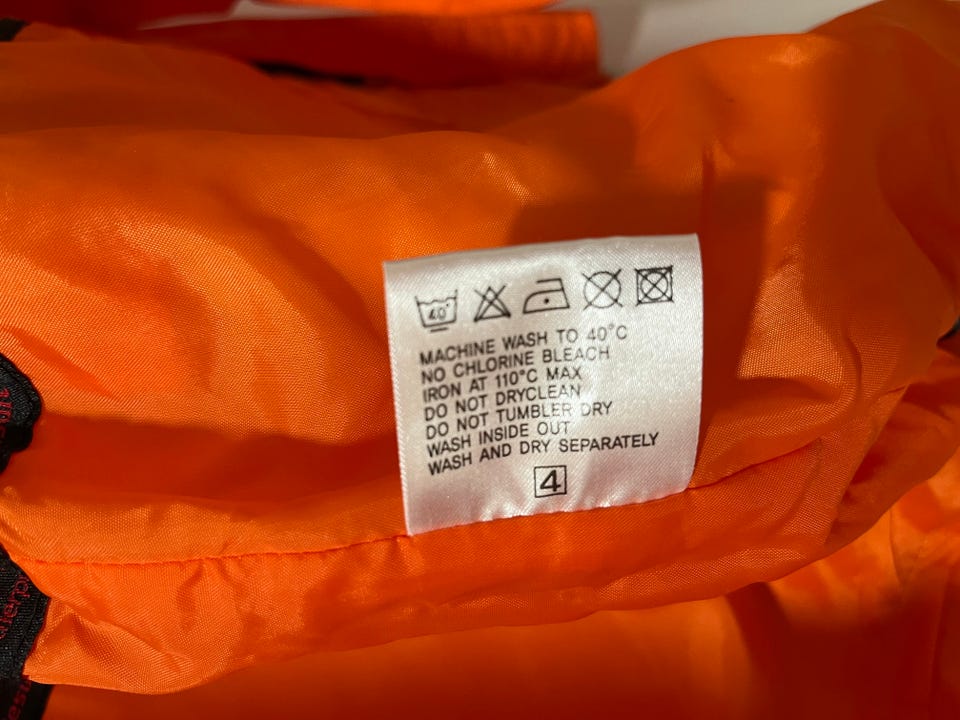 40°
MACHINE WASH TO 40°C
NO CHLORINE BLEACH
IRON AT 110°C MAX
DO NOT DRYCLEAN
DO NOT TUMBLER DRY
WASH INSIDE OUT
WASH AND DRY SEPARATELY
4